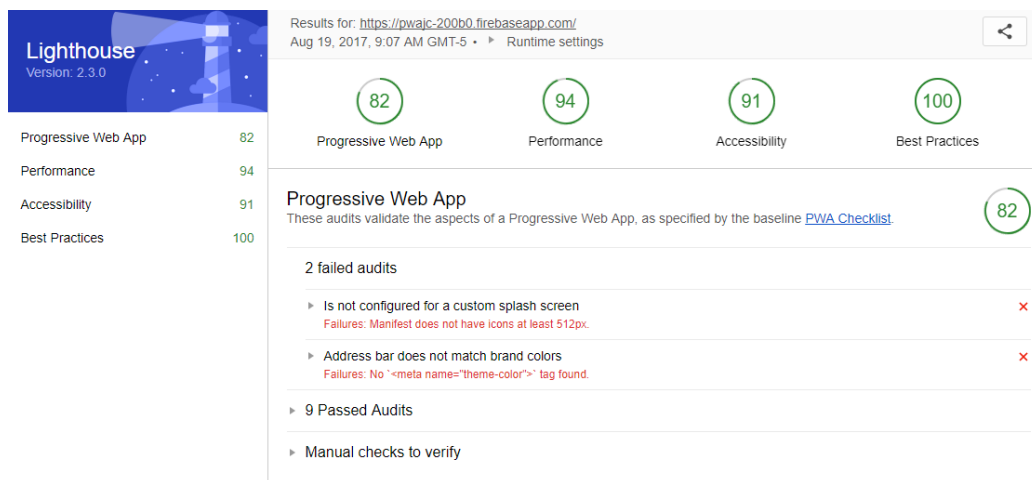 Lighthouse
Version: 2.3.0
Progressive Web App 82
Performance 94
Accessibility 91
Best Practices 100
Results for: https://pwajc-200b0.firebaseapp.com/
Aug 19, 2017, 9:07 AM GMT-5 • Runtime settings
82 94 91 100
Progressive Web App Performance Accessibility Best Practices
Progressive Web App
These audits validate the aspects of a Progressive Web App, as specified by the baseline PWA Checklist.
82
2 failed audits
Is not configured for a custom splash screen
Failures: Manifest does not have icons at least 512px.
Address bar does not match brand colors
Failures: No `<meta name="theme-color">` tag found.
9 Passed Audits
Manual checks to verify